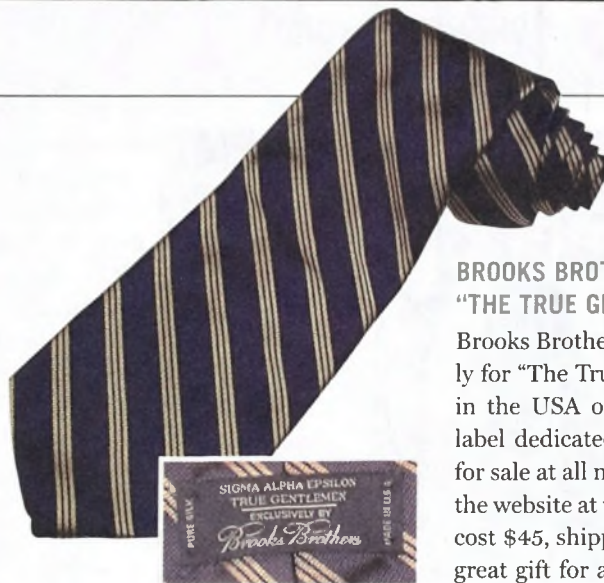 BROOKS BROT
“THE TRUE GE
Brooks Brothe
ly for “The Tru
in the USA o
label dedicate
for sale at all n
the website at
cost $45, shipp
great gift for a
SIGMA ALPHA EPSILON
TRUE GENTLEMEN
EXCLUSIVELY BY
Brooks Brothers
PURE SILK
MADE IN U.S.A.